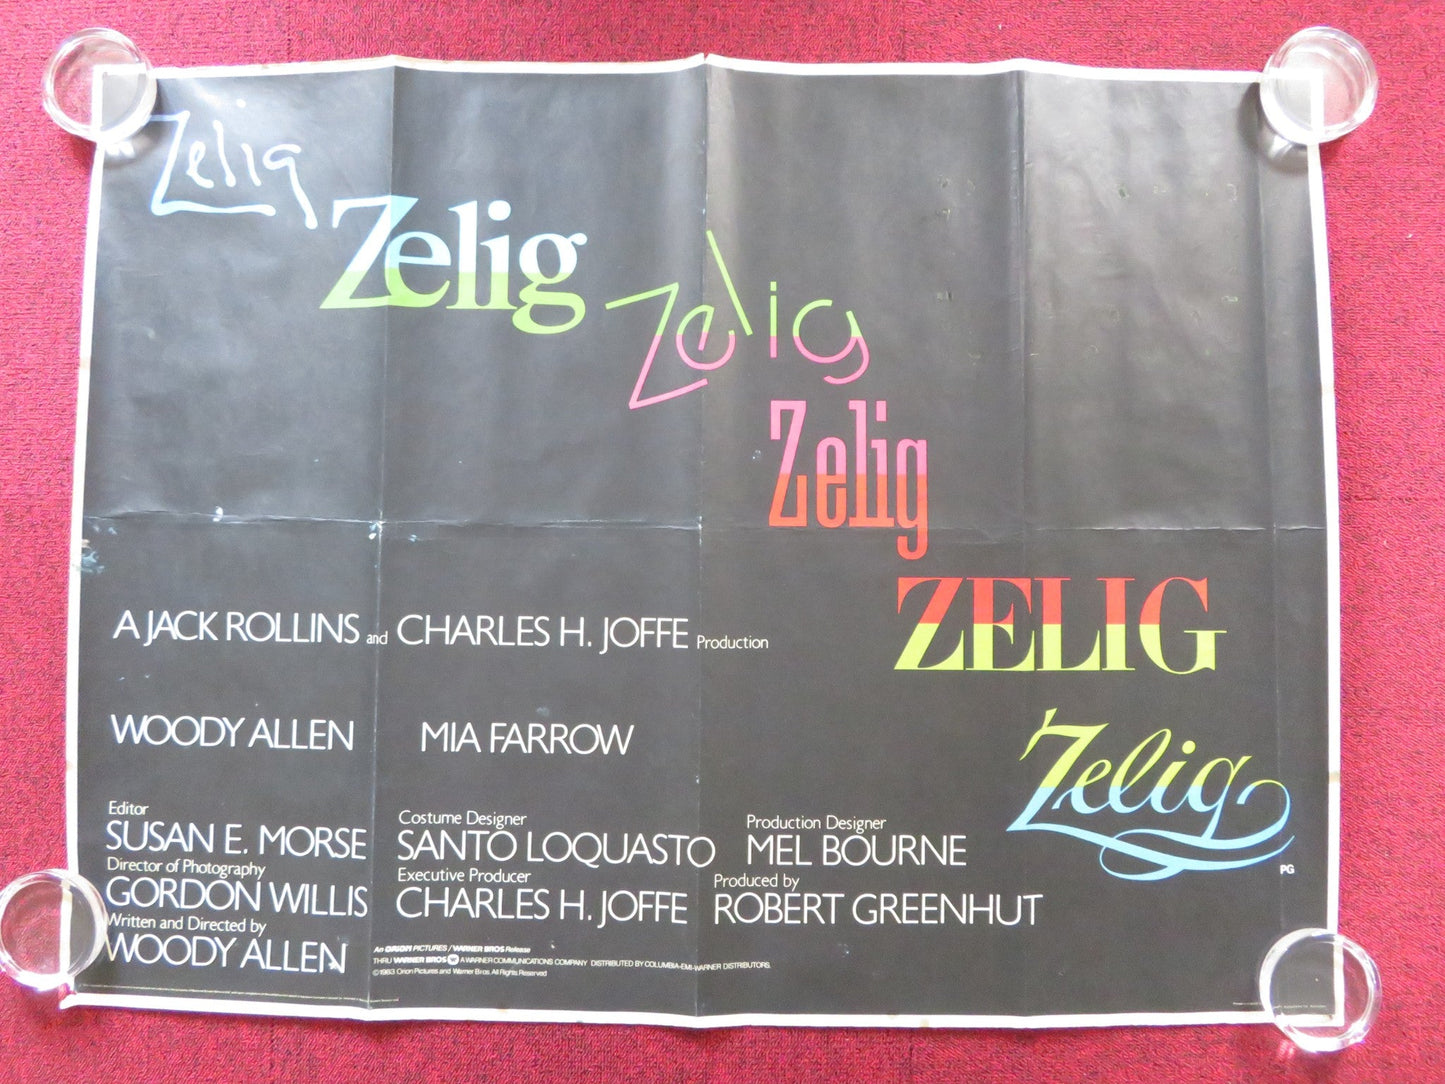 Zelig
Zelig
Zelig
Zelig
ZELIG
Zelig
A JACK ROLLINS and CHARLES H. JOFFE Production
WOODY ALLEN MIA FARROW
Editor
SUSAN E. MORSE
Director of Photography
GORDON WILLIS
Written and Directed by
WOODY ALLEN
Costume Designer
SANTO LOQUASTO
Executive Producer
CHARLES H. JOFFE
Production Designer
MEL BOURNE
Produced by
ROBERT GREENHUT
PG
An ORION PICTURES / WARNER BROS Release
THRU WARNER BROS A WARNER COMMUNICATIONS COMPANY DISTRIBUTED BY COLUMBIA-EMI-WARNER DISTRIBUTORS.
©1983 Orion Pictures and Warner Bros. All Rights Reserved